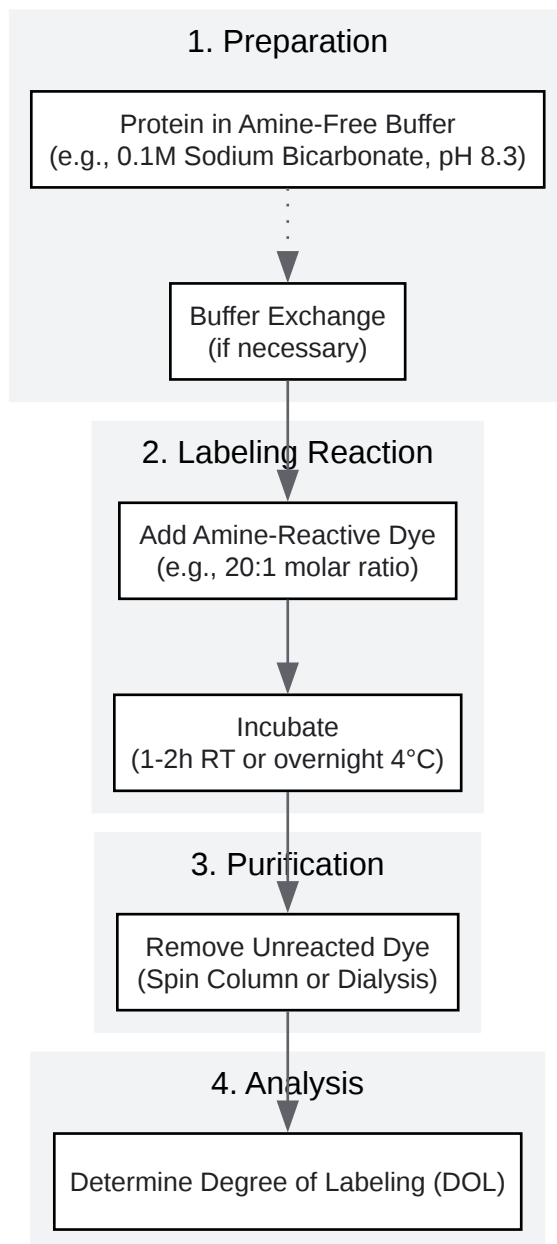 1. Preparation
Protein in Amine-Free Buffer
(e.g., 0.1M Sodium Bicarbonate, pH 8.3)
Buffer Exchange
(if necessary)
2. Labeling Reaction
Add Amine-Reactive Dye
(e.g., 20:1 molar ratio)
Incubate
(1-2h RT or overnight 4°C)
3. Purification
Remove Unreacted Dye
(Spin Column or Dialysis)
4. Analysis
Determine Degree of Labeling (DOL)